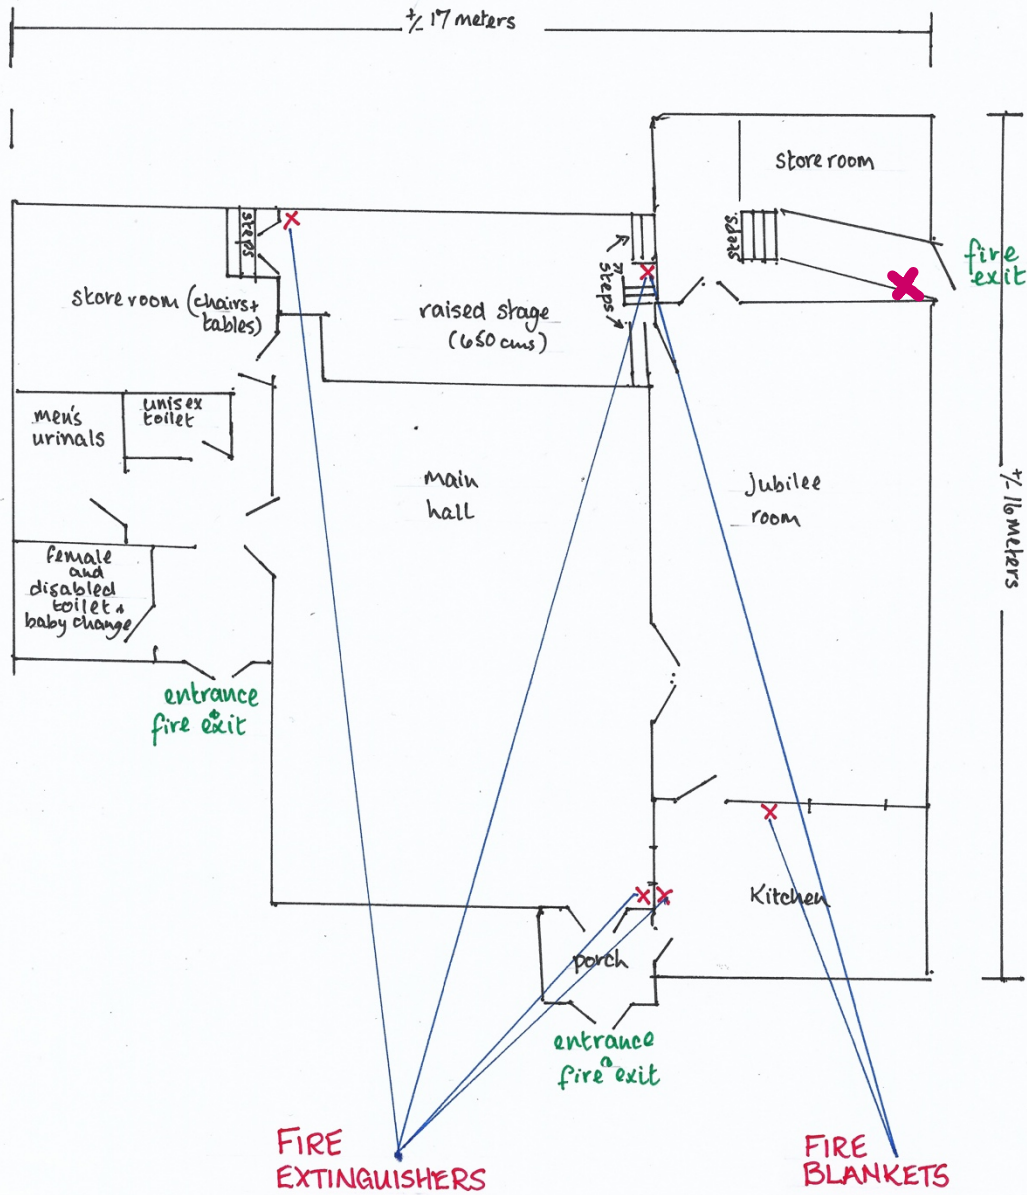 +/- 17 meters
store room
steps
steps
fire
exit
"
steps
store room (chairs +
tables)
raised stage
(650 cms)
men's
urinals
unisex
toilet
main
hall
Jubilee
room
+/- 16 meters
female
and
disabled
toilet +
baby change
entrance
+
fire exit
Kitchen
porch
entrance
fire exit
FIRE
EXTINGUISHERS
FIRE
BLANKETS